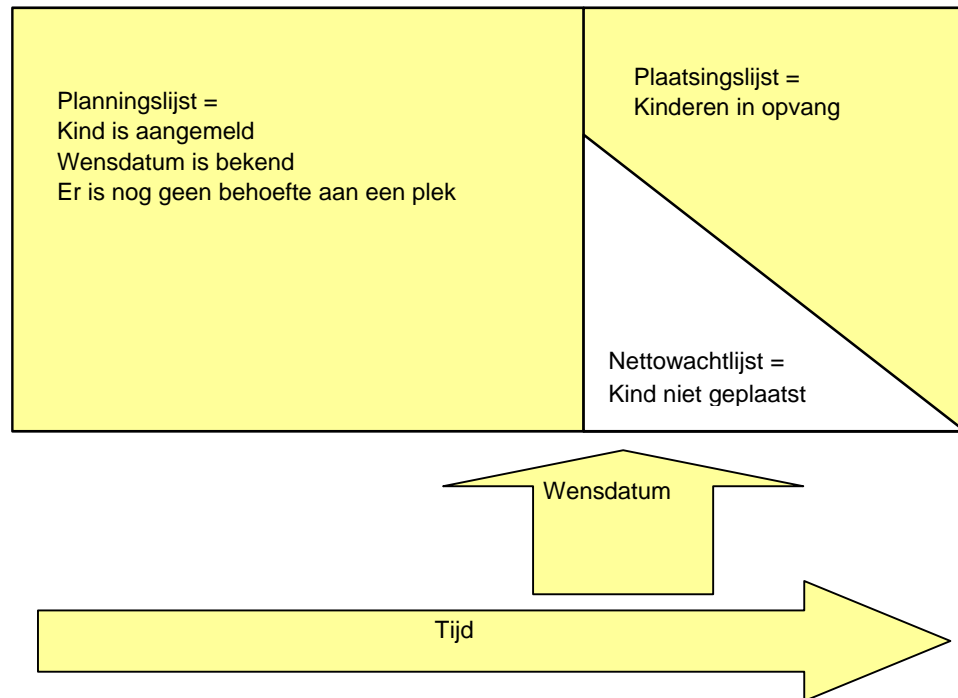 Planningslijst =
Kind is aangemeld
Wensdatum is bekend
Er is nog geen behoefte aan een plek
Plaatsingslijst =
Kinderen in opvang
Nettowachtlijst =
Kind niet geplaatst
Wensdatum
Tijd